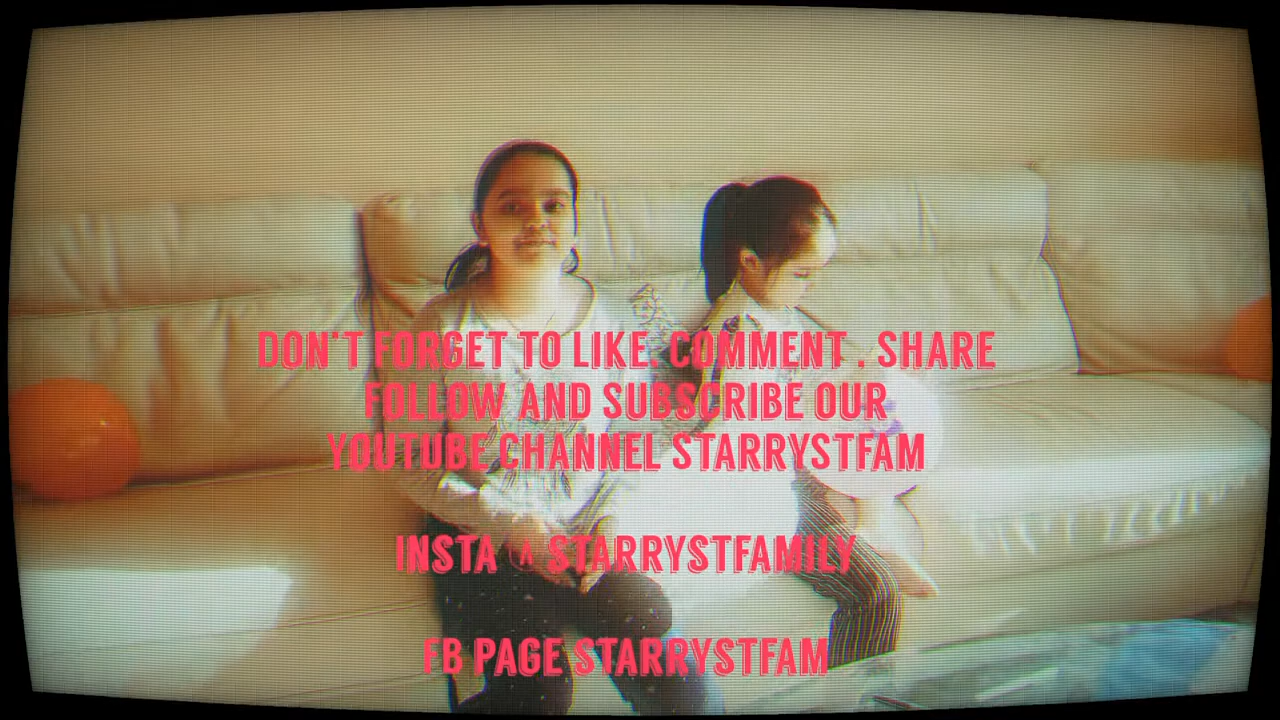 DON'T FORGET TO LIKE. COMMENT . SHARE
FOLLOW AND SUBSCRIBE OUR
YOUTUBE CHANNEL STARRYSTFAM
INSTA @ STARRYSTFAMILY
FB PAGE STARRYSTFAM